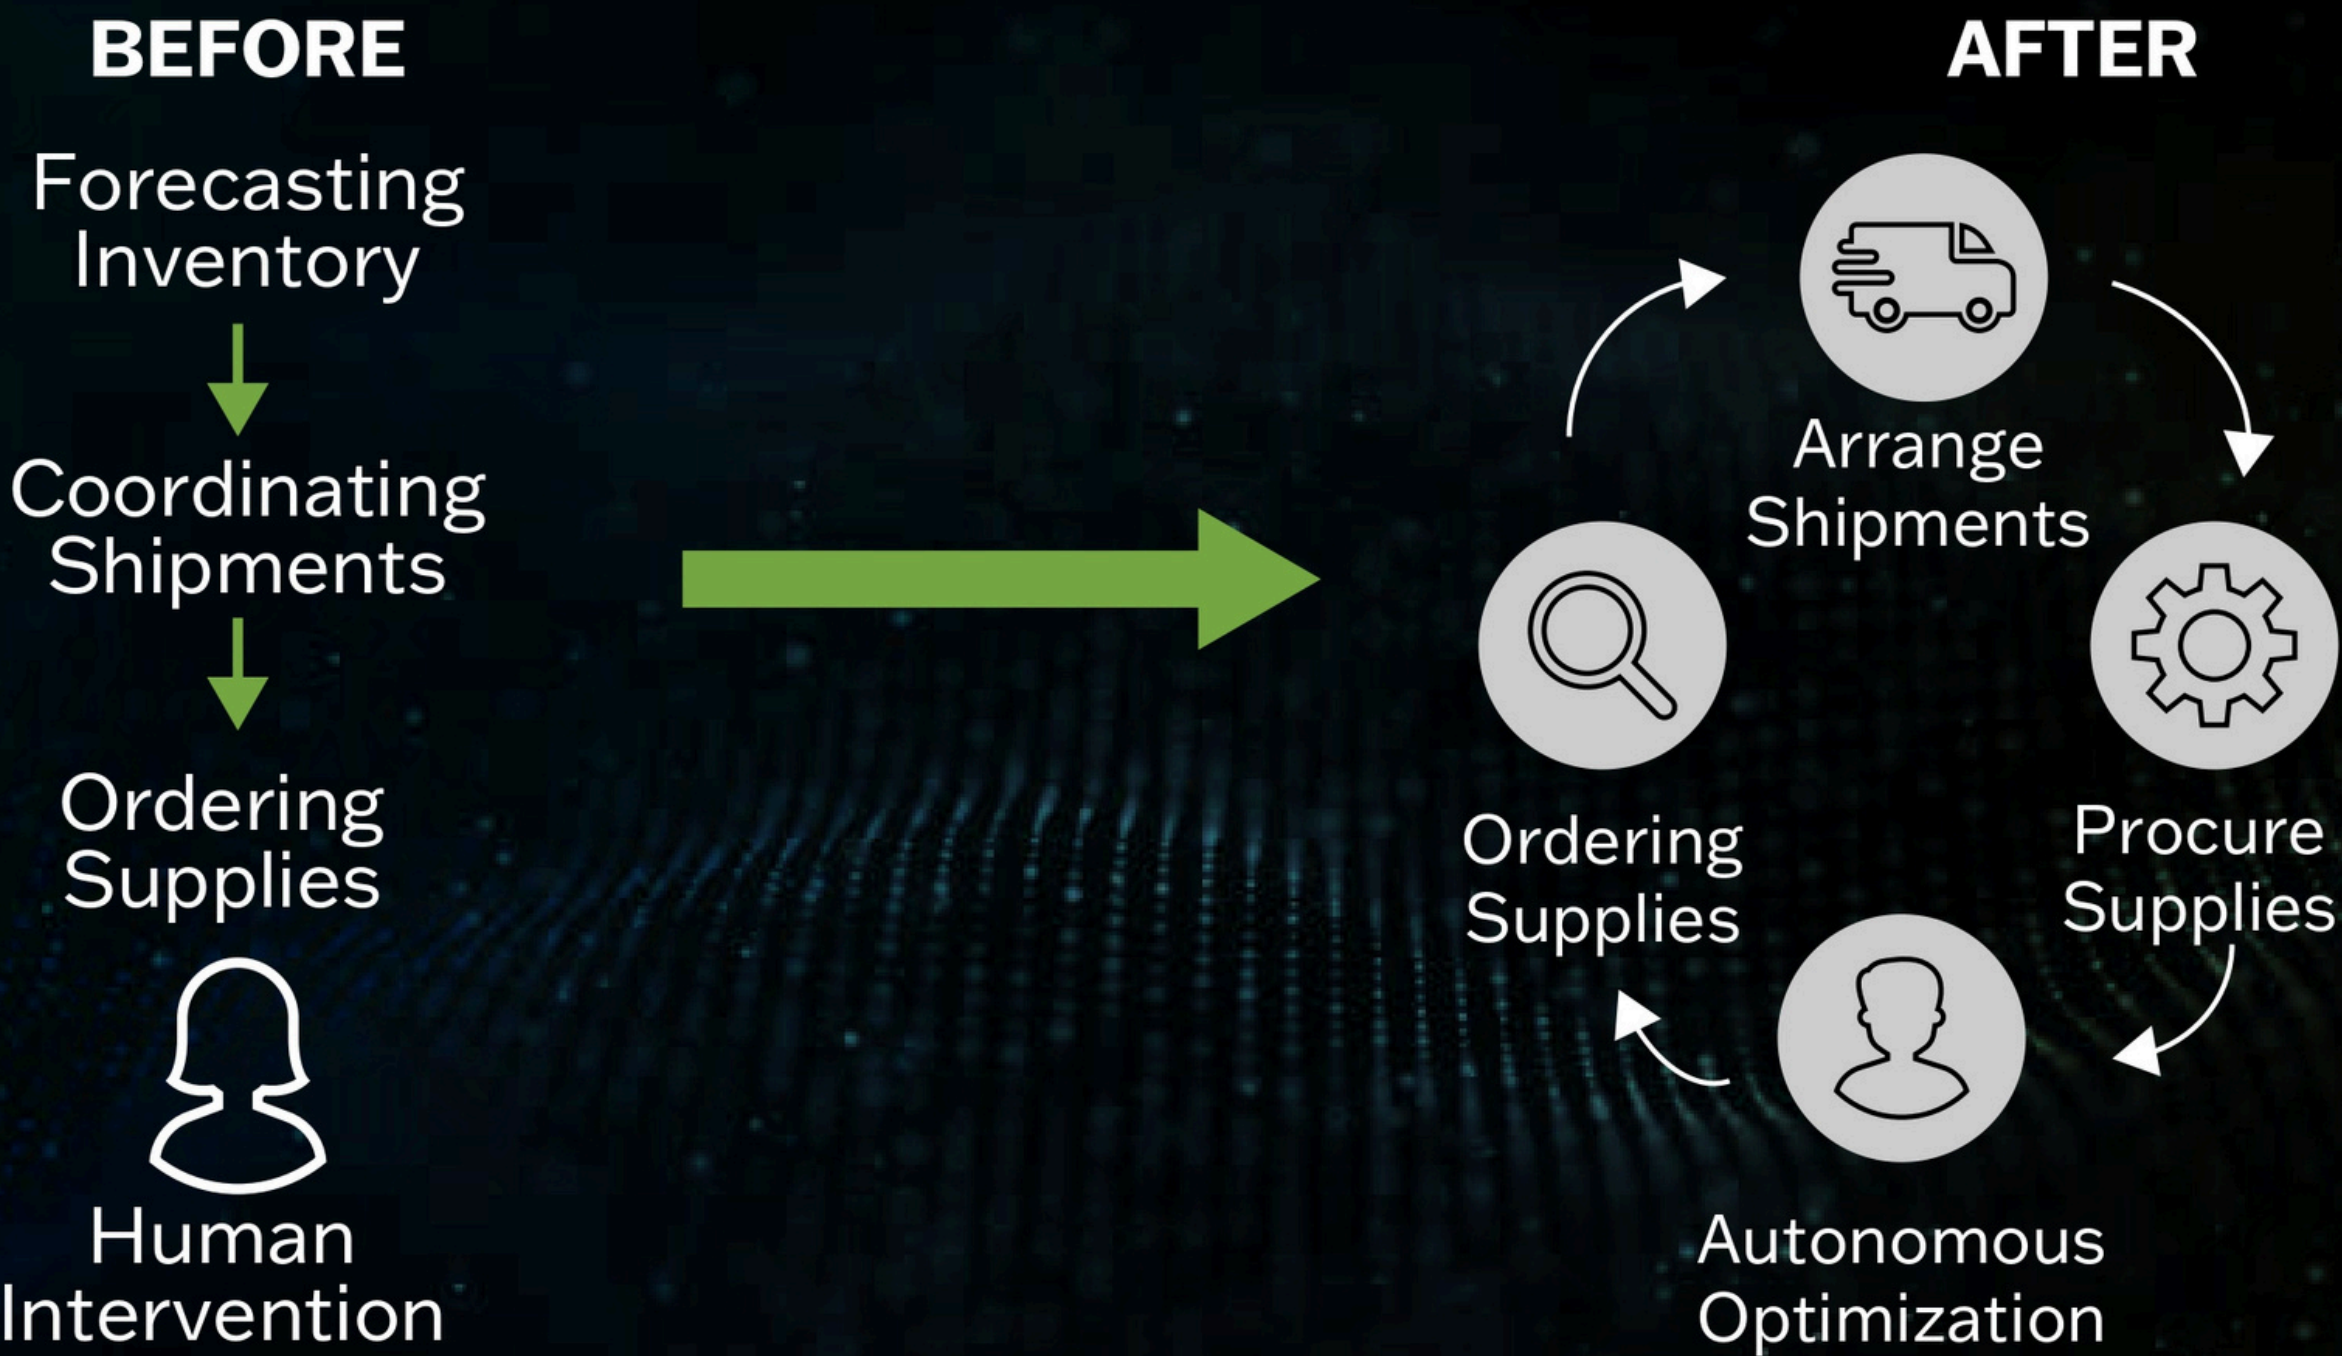 BEFORE
Forecasting
Inventory
Coordinating
Shipments
Ordering
Supplies
Human
Intervention
AFTER
Arrange
Shipments
Procure
Supplies
Autonomous
Optimization
Ordering
Supplies